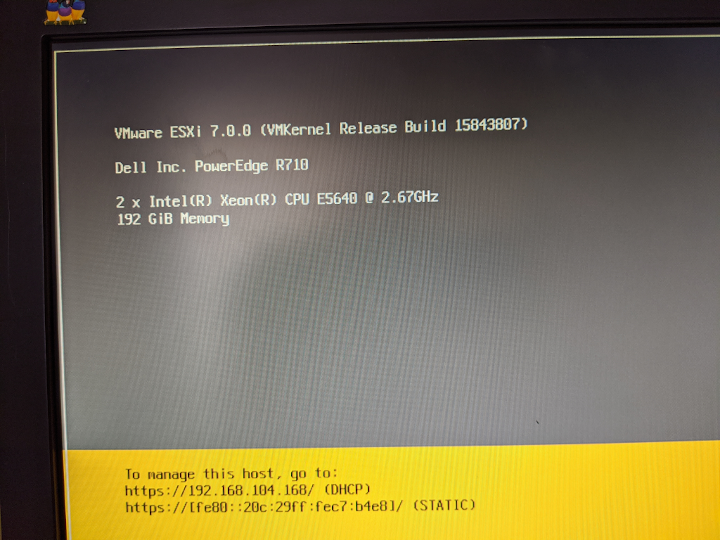 VMware ESXi 7.0.0 (VMKernel Release Build 15843807)
Dell Inc. PowerEdge R710
2 x Intel(R) Xeon(R) CPU E5640 @ 2.67GHz
192 GiB Memory
To manage this host, go to:
https://192.168.104.168/ (DHCP)
https://[fe80::20c:29ff:fec7:b4e8]/ (STATIC)